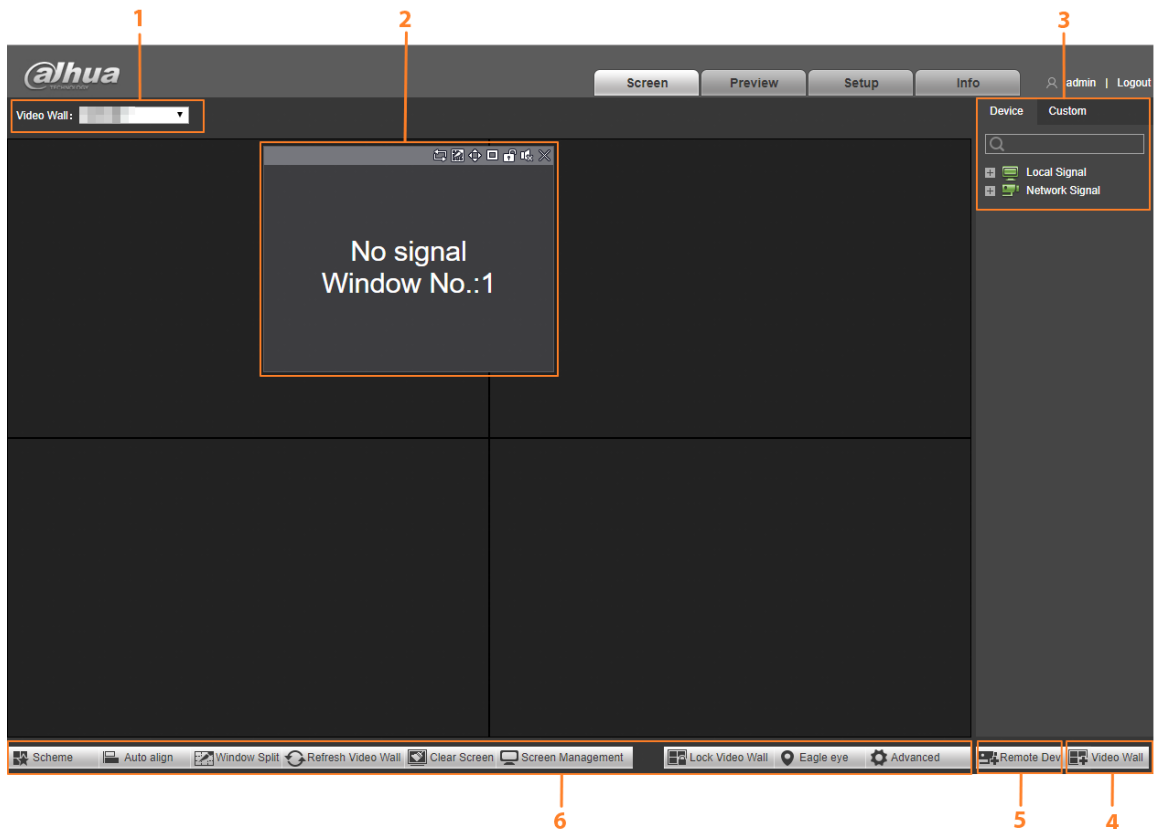 1 2 3
alhua
TECHNOLOGY
Screen Preview Setup Info admin | Logout
Video Wall: Device Custom
Local Signal
Network Signal
No signal
Window No.:1
Scheme Auto align Window Split Refresh Video Wall Clear Screen Screen Management Lock Video Wall Eagle eye Advanced Remote Dev Video Wall
6 5 4